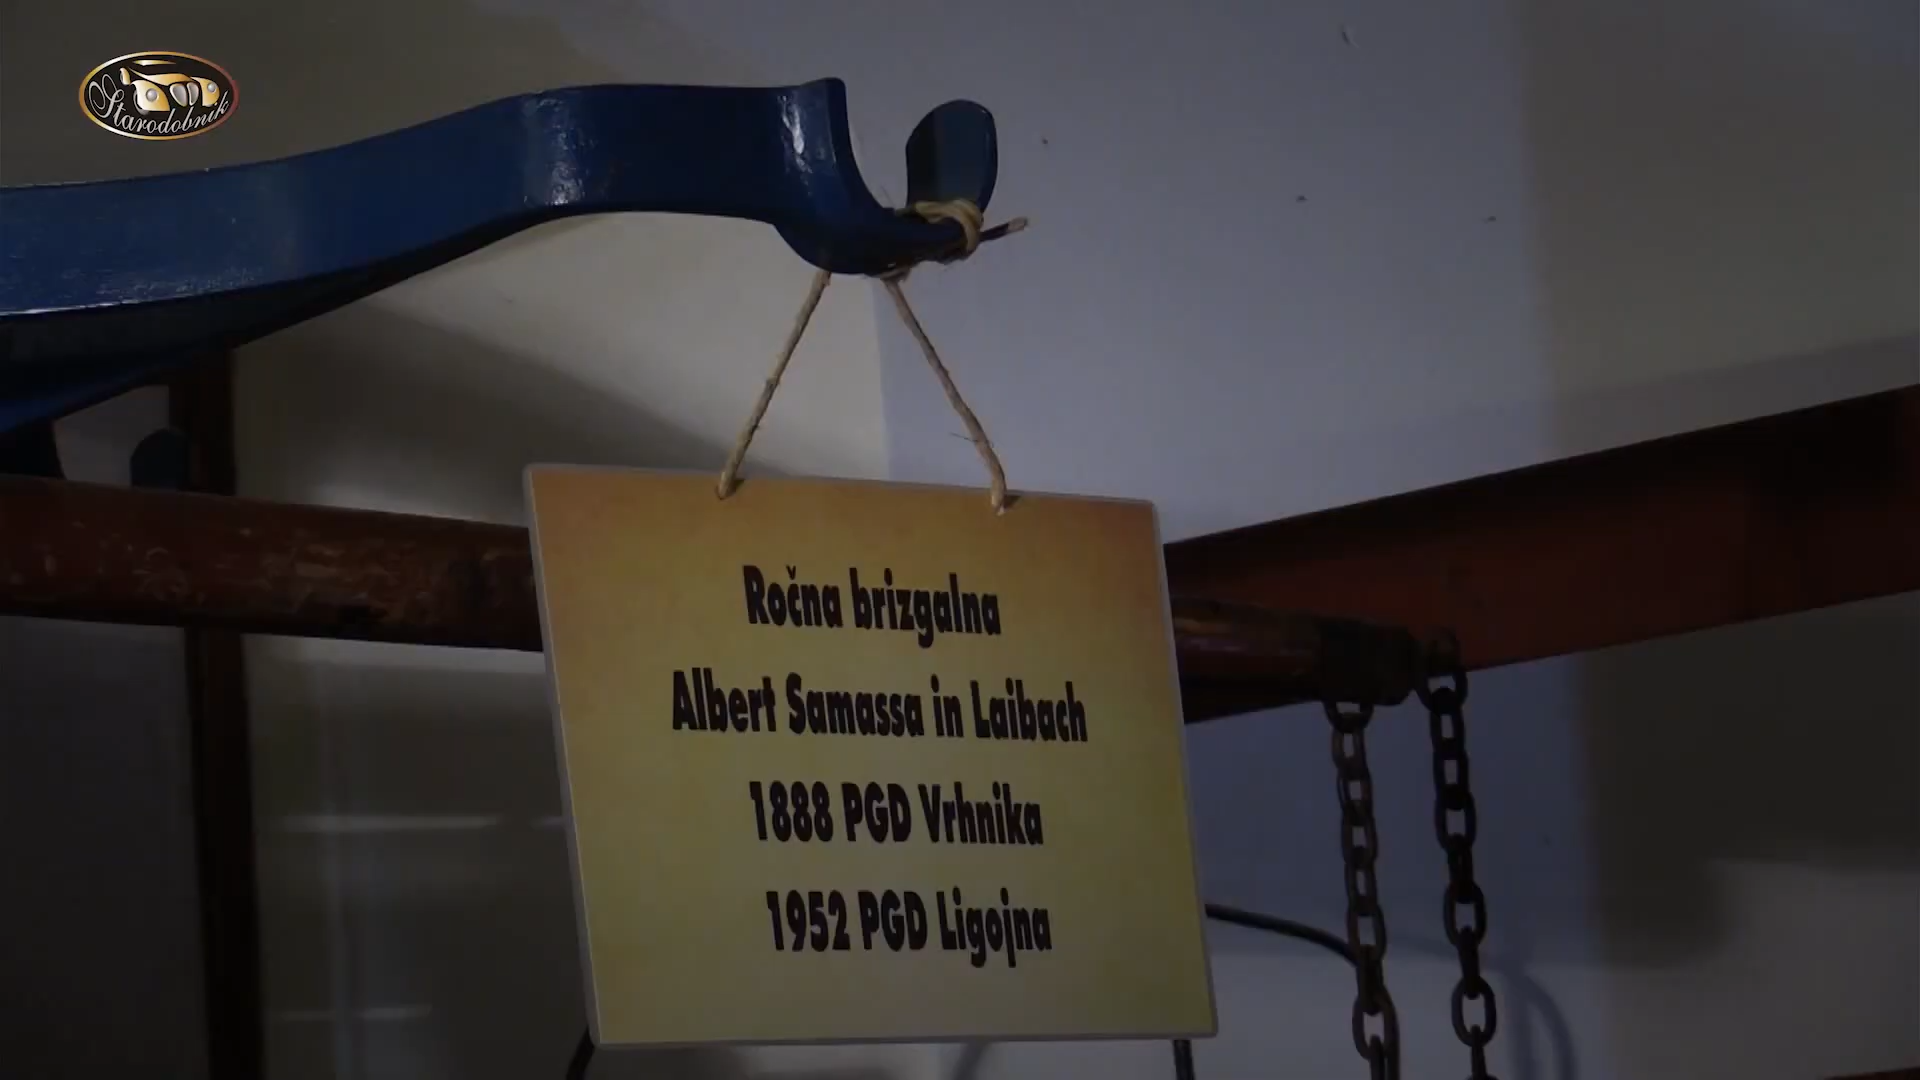 Starodobnik
Ročna brizgalna
Albert Samassa in Laibach
1888 PGD Vrhnika
1952 PGD Ligojna